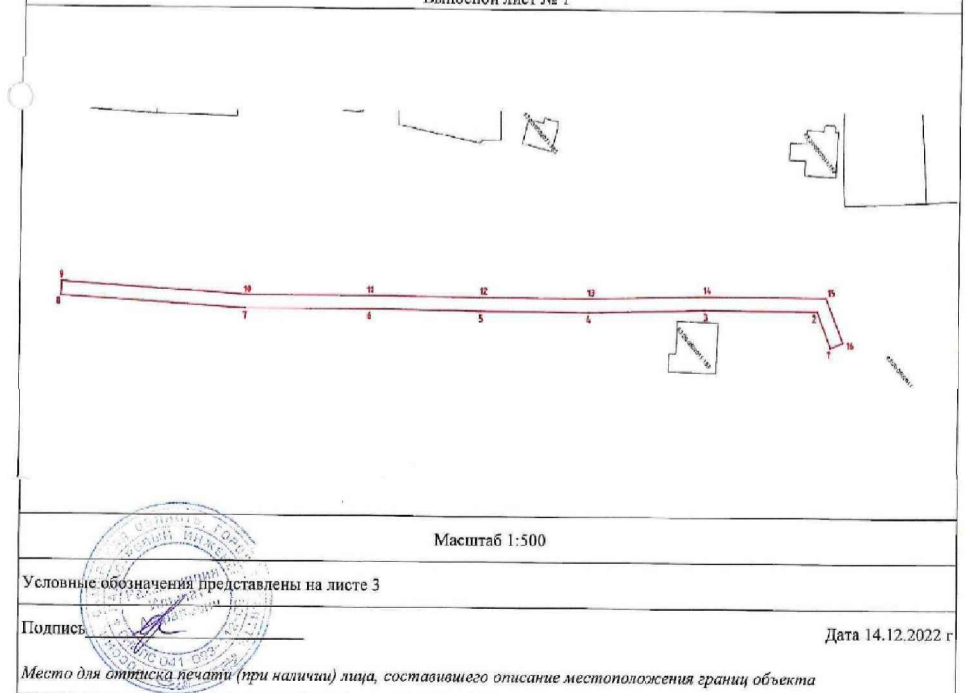 Выносной лист № 1
9
8
10
7
11
6
12
5
13
4
14
3
15
2
1
16
Масштаб 1:500
Условные обозначения представлены на листе 3
Подпись
Дата 14.12.2022 г
Место для оттиска печати (при наличии) лица, составившего описание местоположения границ объекта